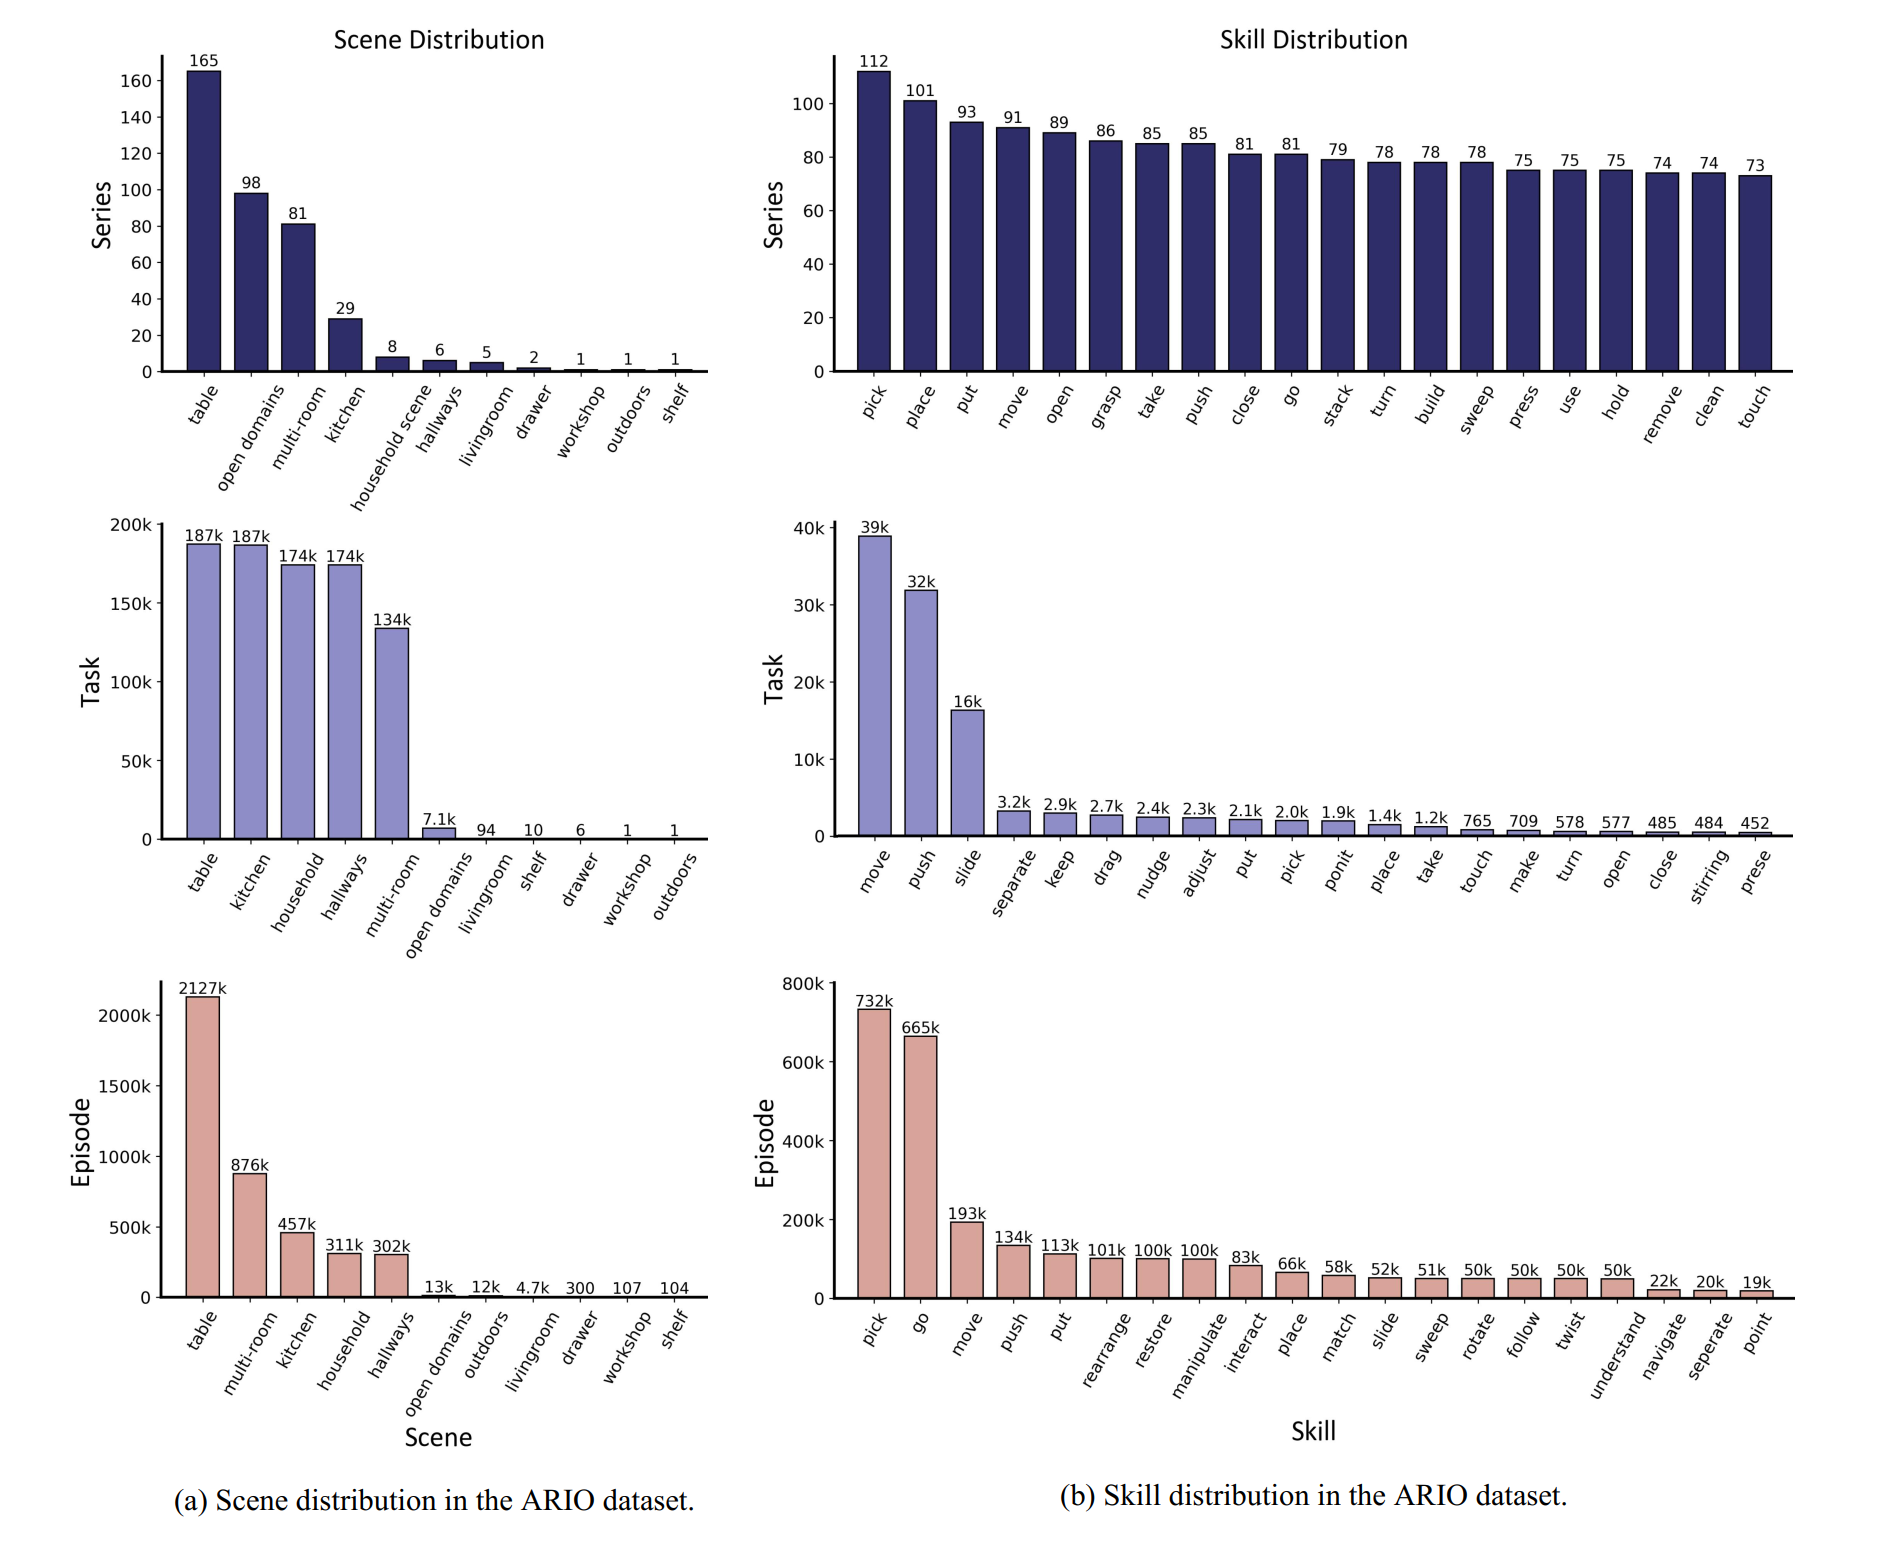 Scene Distribution
165
98
81
29
8
6
5
2
1
1
1
160
140
120
100
80
60
40
20
0
Series
table
open domains
multi-room
kitchen
household scene
hallways
livingroom
drawer
workshop
outdoors
shelf
187k
187k
174k
174k
134k
7.1k
94
10
6
1
1
200k
150k
100k
50k
0
Task
table
kitchen
household
hallways
multi-room
open domains
livingroom
shelf
drawer
workshop
outdoors
2127k
876k
457k
311k
302k
13k
12k
4.7k
300
107
104
2000k
1500k
1000k
500k
0
Episode
table
multi-room
kitchen
household
hallways
open domains
outdoors
livingroom
drawer
workshop
shelf
Scene
(a) Scene distribution in the ARIO dataset.
Skill Distribution
112
101
93
91
89
86
85
85
81
81
79
78
78
78
75
75
75
74
74
73
100
80
60
40
20
0
Series
pick
place
put
move
open
grasp
take
push
close
go
stack
turn
build
sweep
press
use
hold
remove
clean
touch
39k
32k
16k
3.2k
2.9k
2.7k
2.4k
2.3k
2.1k
2.0k
1.9k
1.4k
1.2k
765
709
578
577
485
484
452
40k
30k
20k
10k
0
Task
move
push
slide
separate
keep
drag
nudge
adjust
put
pick
ponit
place
take
touch
make
turn
open
close
stirring
prese
732k
665k
193k
134k
113k
101k
100k
100k
83k
66k
58k
52k
51k
50k
50k
50k
50k
22k
20k
19k
800k
600k
400k
200k
0
Episode
pick
go
move
push
put
rearrange
restore
manipulate
interact
place
match
slide
sweep
rotate
follow
twist
understand
navigate
seperate
point
Skill
(b) Skill distribution in the ARIO dataset.